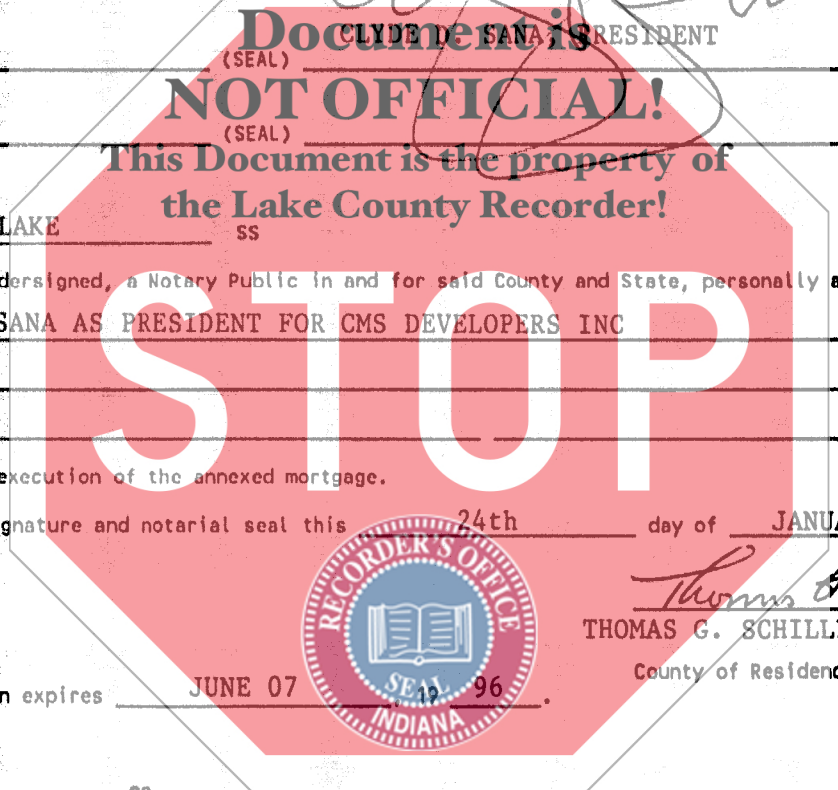 Document is
CLYDE D. SANA, PRESIDENT
(SEAL)
NOT OFFICIAL!
(SEAL)
This Document is the property of
the Lake County Recorder!
LAKE SS
dersigned, a Notary Public in and for said County and State, personally a
SANA AS PRESIDENT FOR CMS DEVELOPERS INC
STOP
execution of the annexed mortgage.
gnature and notarial seal this 24th day of JANUA
RECORDER'S OFFICE
Thomas G
THOMAS G. SCHILLI
County of Residenc
SEAL
n expires JUNE 07, 19 96.
INDIANA